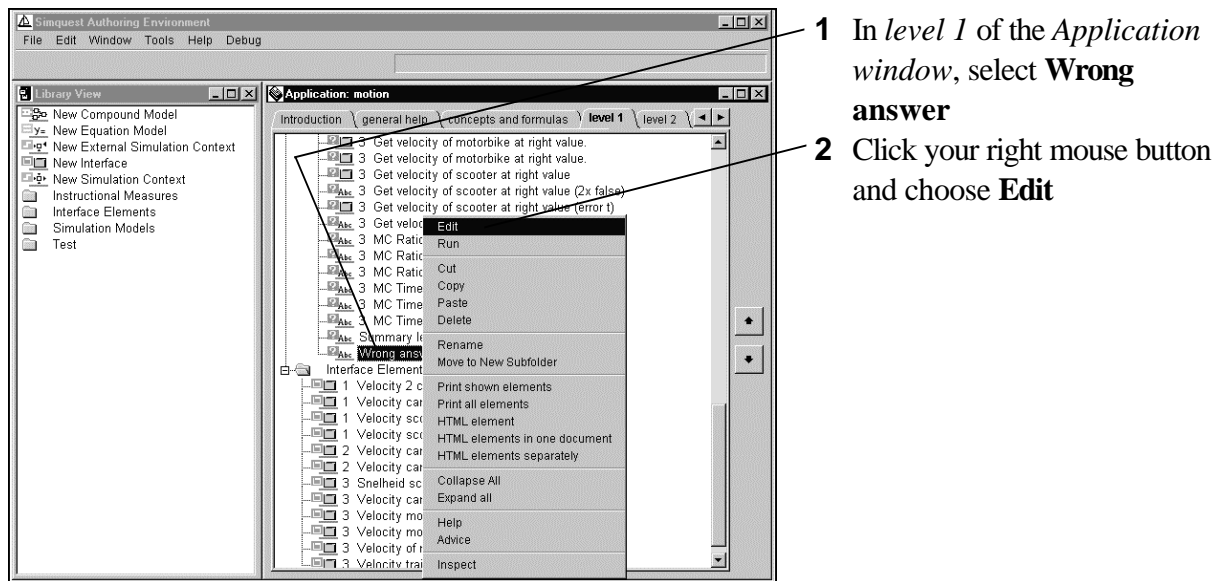 Simquest Authoring Environment
File Edit Window Tools Help Debug
Library View
New Compound Model
New Equation Model
New External Simulation Context
New Interface
New Simulation Context
Instructional Measures
Interface Elements
Simulation Models
Test
Application: motion
Introduction general help concepts and formulas level 1 level 2
3 Get velocity of motorbike at right value.
3 Get velocity of motorbike at right value.
3 Get velocity of scooter at right value
3 Get velocity of scooter at right value (2x false)
3 Get velocity of scooter at right value (error t)
3 Get veloc
3 MC Ratio
3 MC Ratio
3 MC Ratio
3 MC Time
3 MC Time
3 MC Time
Summary le
Wrong answ
Interface Element
1 Velocity 2 c
1 Velocity car
1 Velocity sco
1 Velocity sco
2 Velocity car
2 Velocity car
3 Snelheid sc
3 Velocity car
3 Velocity mo
3 Velocity mo
3 Velocity of r
3 Velocity trai
Edit
Run
Cut
Copy
Paste
Delete
Rename
Move to New Subfolder
Print shown elements
Print all elements
HTML element
HTML elements in one document
HTML elements separately
Collapse All
Expand all
Help
Advice
Inspect
1 In level 1 of the Application
window, select Wrong
answer
2 Click your right mouse button
and choose Edit